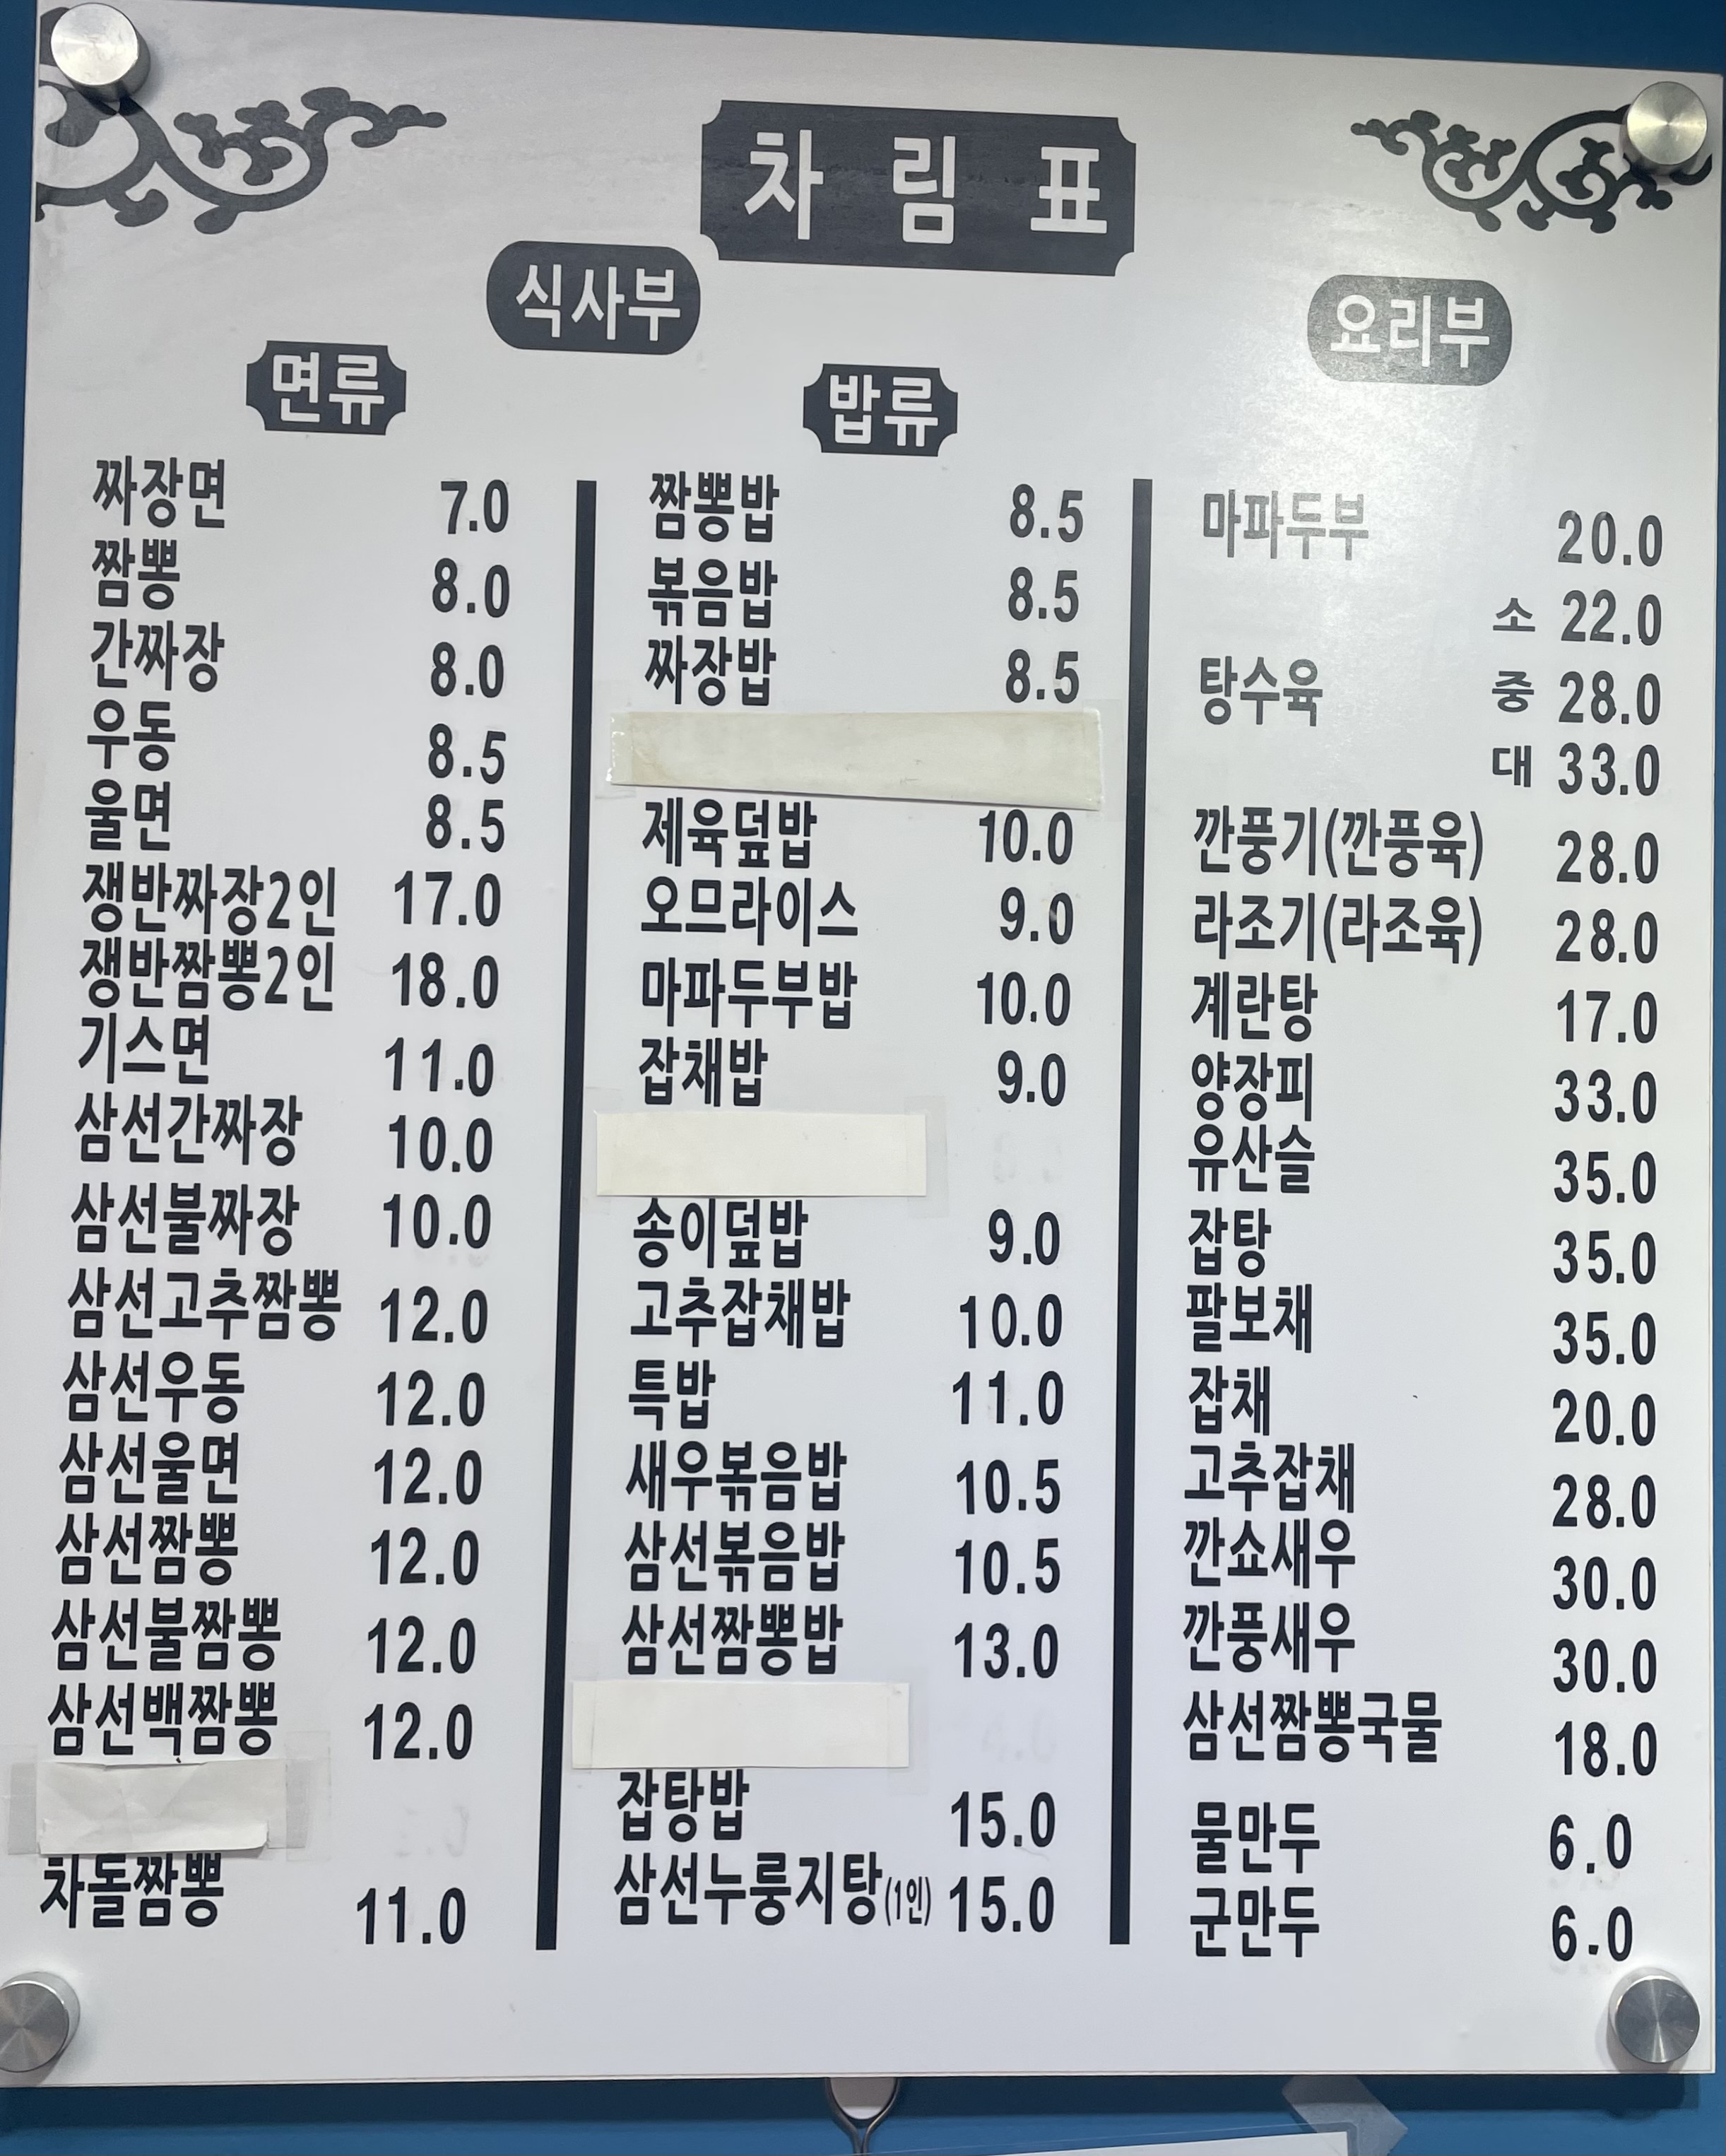 차림표
식사부
면류
짜장면 7.0
짬뽕 8.0
간짜장 8.0
우동 8.5
울면 8.5
쟁반짜장2인 17.0
쟁반짬뽕2인 18.0
기스면 11.0
삼선간짜장 10.0
삼선불짜장 10.0
삼선고추짬뽕 12.0
삼선우동 12.0
삼선울면 12.0
삼선짬뽕 12.0
삼선불짬뽕 12.0
삼선백짬뽕 12.0
차돌짬뽕 11.0
밥류
짬뽕밥 8.5
볶음밥 8.5
짜장밥 8.5
제육덮밥 10.0
오므라이스 9.0
마파두부밥 10.0
잡채밥 9.0
송이덮밥 9.0
고추잡채밥 10.0
특밥 11.0
새우볶음밥 10.5
삼선볶음밥 10.5
삼선짬뽕밥 13.0
잡탕밥 15.0
삼선누룽지탕(1인) 15.0
요리부
마파두부 20.0
소 22.0
탕수육 중 28.0
대 33.0
깐풍기(깐풍육) 28.0
라조기(라조육) 28.0
계란탕 17.0
양장피 33.0
유산슬 35.0
잡탕 35.0
팔보채 35.0
잡채 20.0
고추잡채 28.0
깐쇼새우 30.0
깐풍새우 30.0
삼선짬뽕국물 18.0
물만두 6.0
군만두 6.0